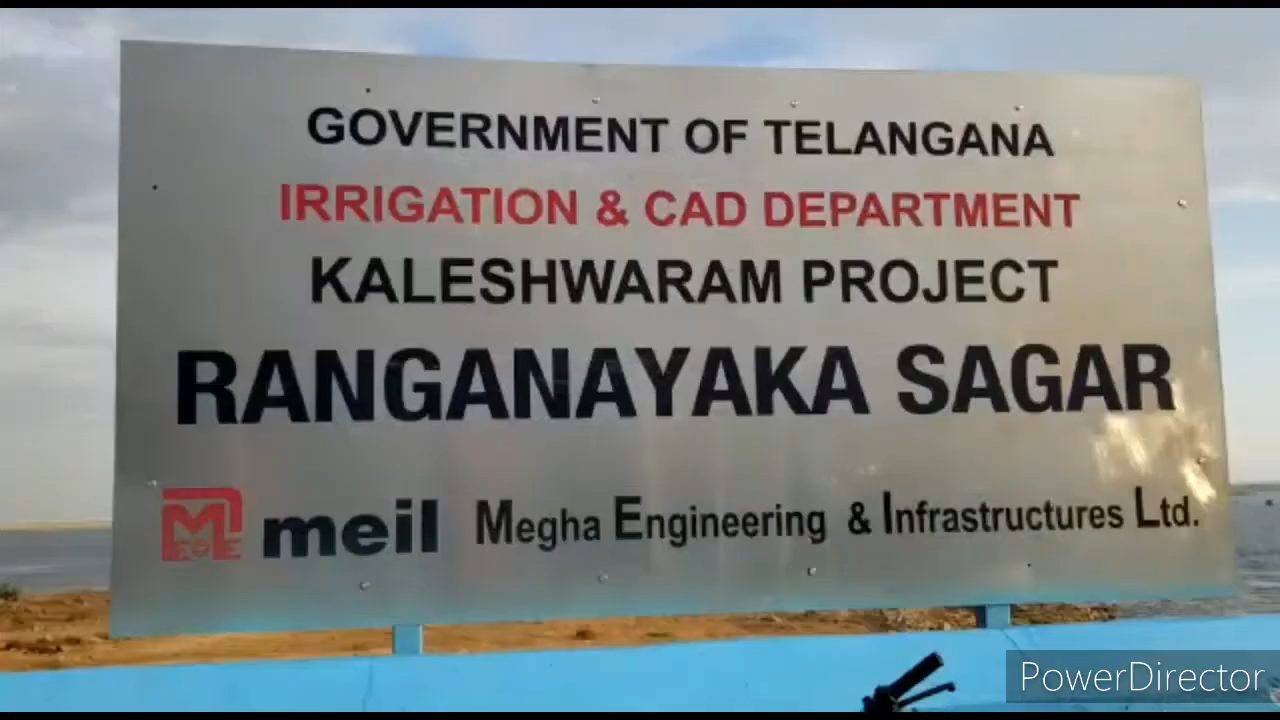 GOVERNMENT OF TELANGANA
IRRIGATION & CAD DEPARTMENT
KALESHWARAM PROJECT
RANGANAYAKA SAGAR
meil Megha Engineering & Infrastructures Ltd.
PowerDirector